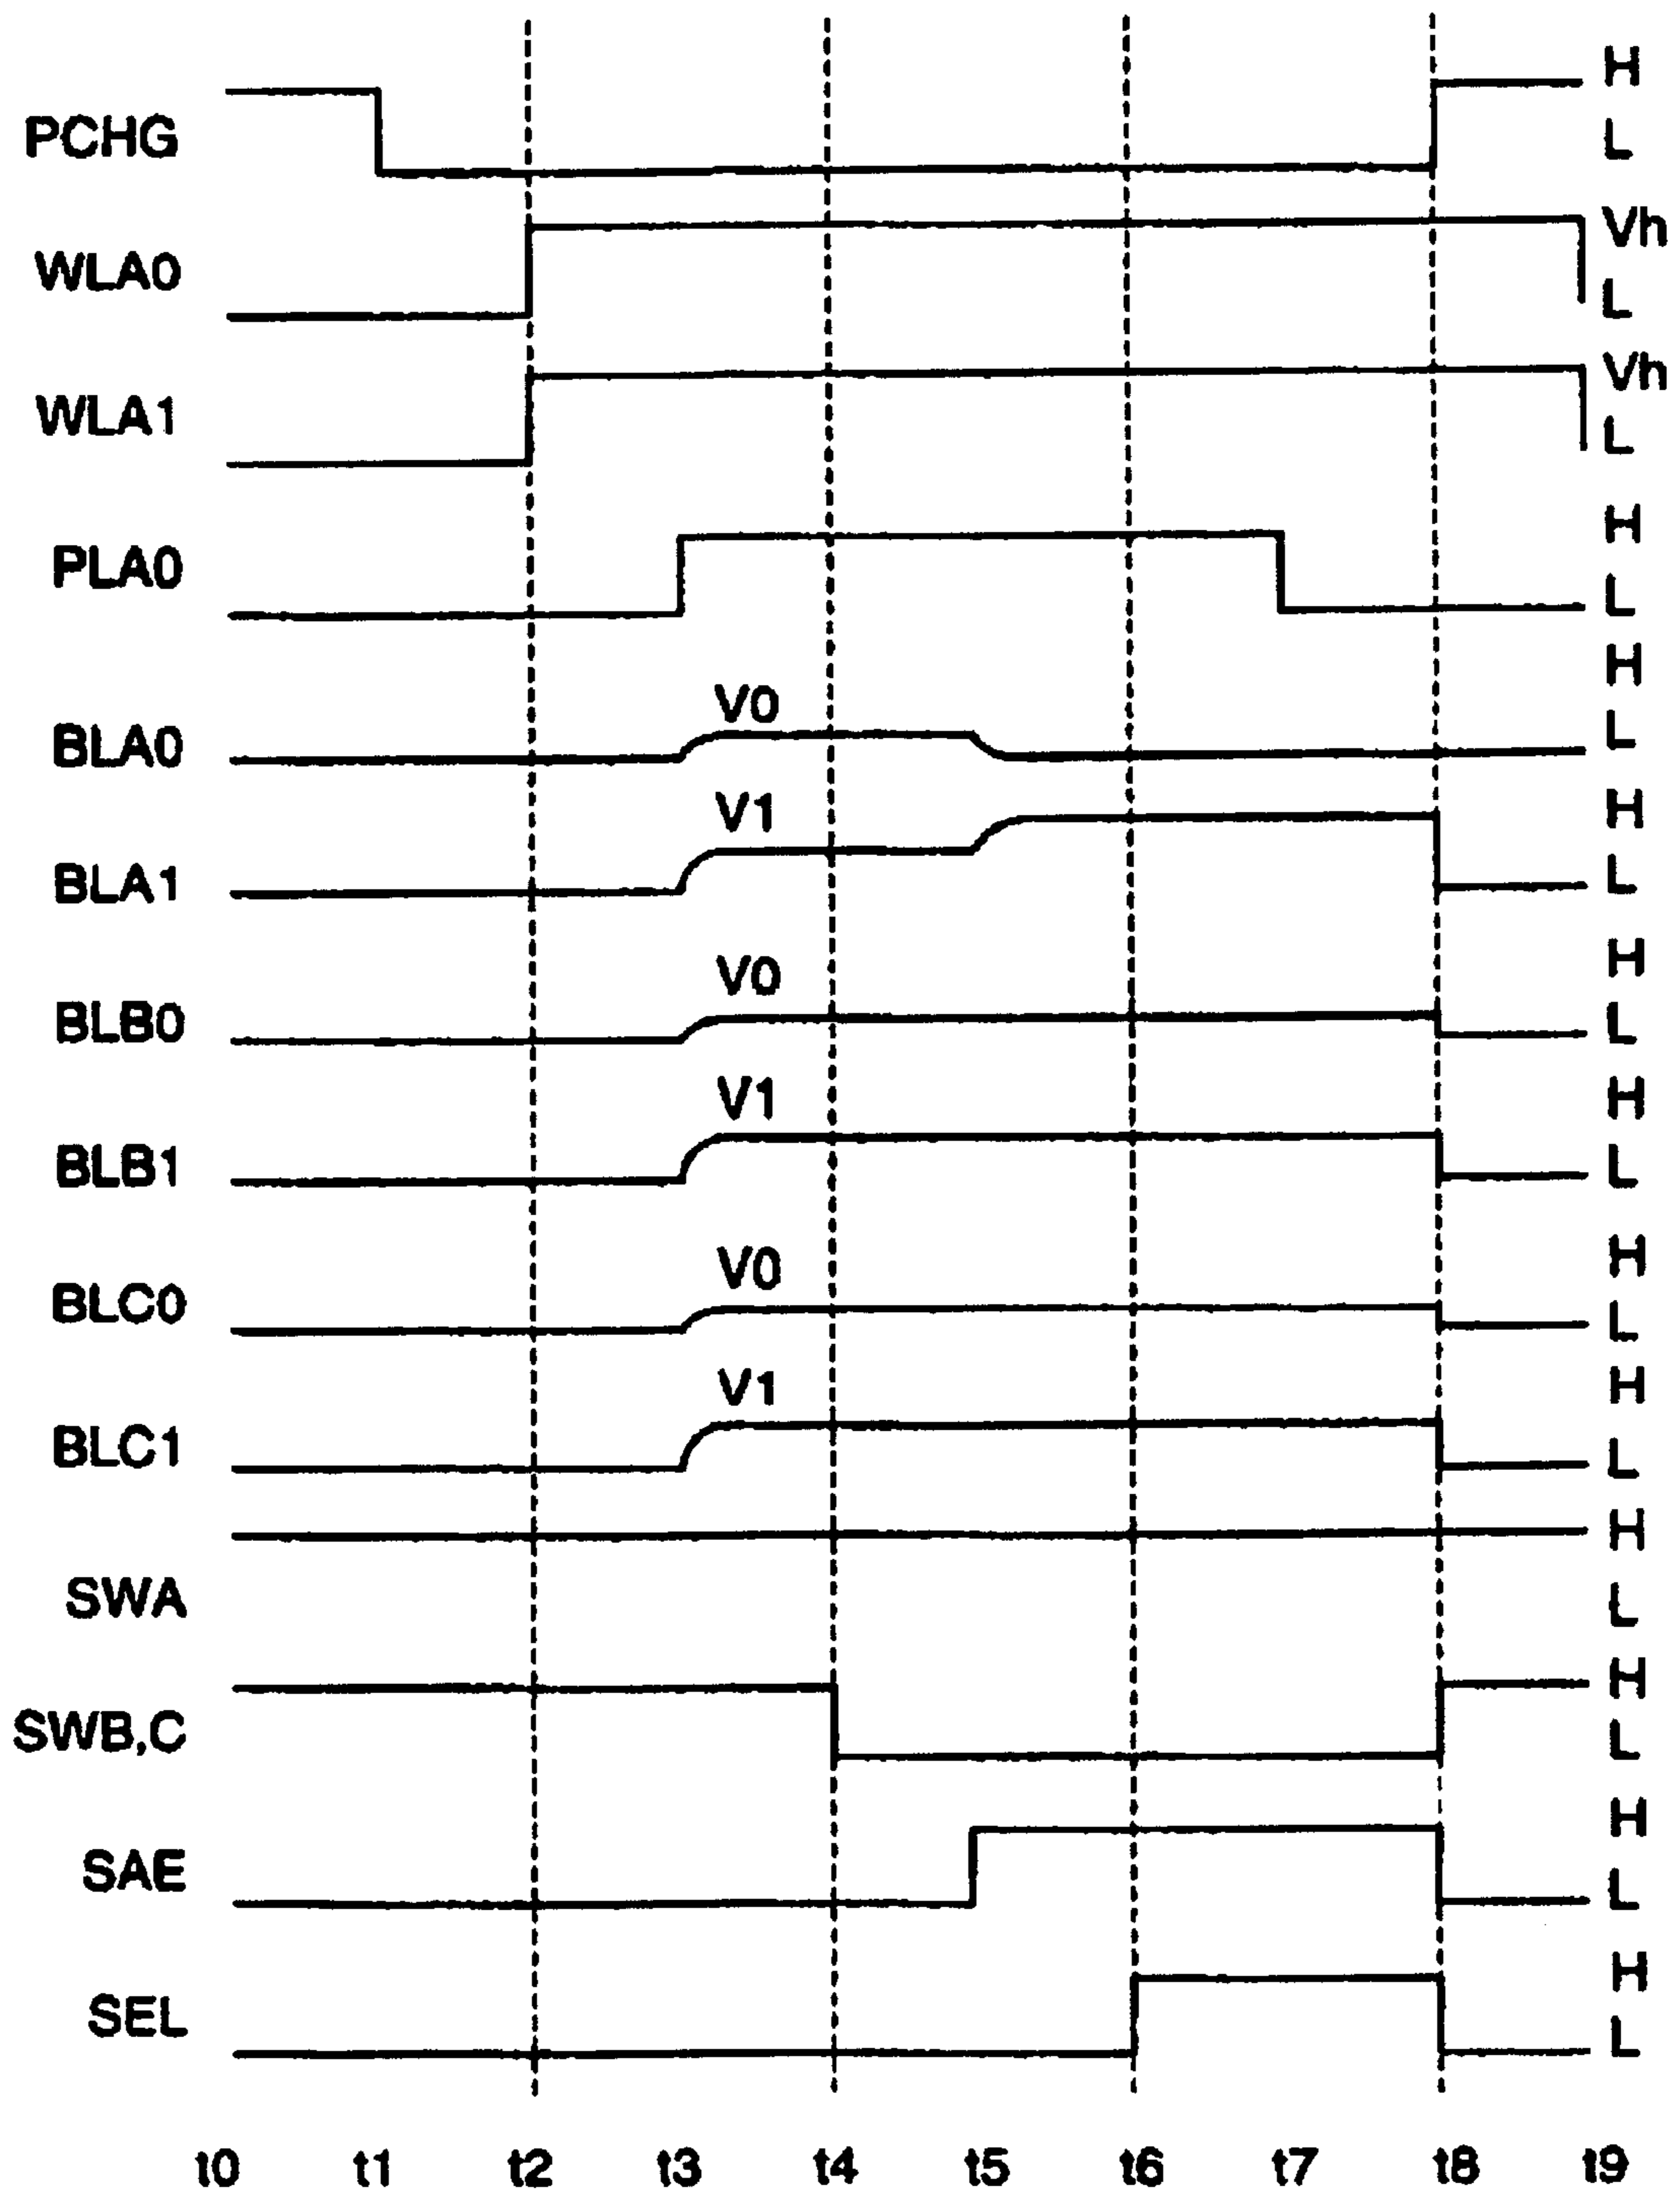 H
PCHG L
Vh
WLA0 L
Vh
WLA1 L
H
PLA0 L
H
V0
BLA0 L
V1 H
BLA1 L
V0 H
BLB0 L
V1 H
BLB1 L
V0 H
BLC0 L
V1 H
BLC1 L
H
SWA L
H
SWB,C L
H
SAE L
H
SEL L
t0 t1 t2 t3 t4 t5 t6 t7 t8 t9